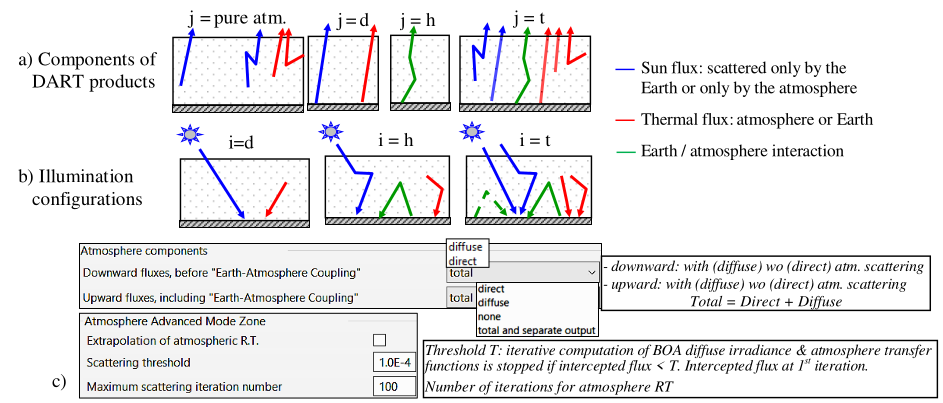 j = pure atm.
j = d
j = h
j = t
a) Components of
DART products
Sun flux: scattered only by the
Earth or only by the atmosphere
Thermal flux: atmosphere or Earth
Earth / atmosphere interaction
i=d
i = h
i = t
b) Illumination
configurations
Atmosphere components
diffuse
direct
Downward fluxes, before "Earth-Atmosphere Coupling"
total
Upward fluxes, including "Earth-Atmosphere Coupling"
total
direct
diffuse
none
total and separate output
- downward: with (diffuse) wo (direct) atm. scattering
- upward: with (diffuse) wo (direct) atm. scattering
Total = Direct + Diffuse
c)
Atmosphere Advanced Mode Zone
Extrapolation of atmospheric R.T.
Scattering threshold
1.0E-4
Maximum scattering iteration number
100
Threshold T: iterative computation of BOA diffuse irradiance & atmosphere transfer
functions is stopped if intercepted flux < T. Intercepted flux at 1st iteration.
Number of iterations for atmosphere RT